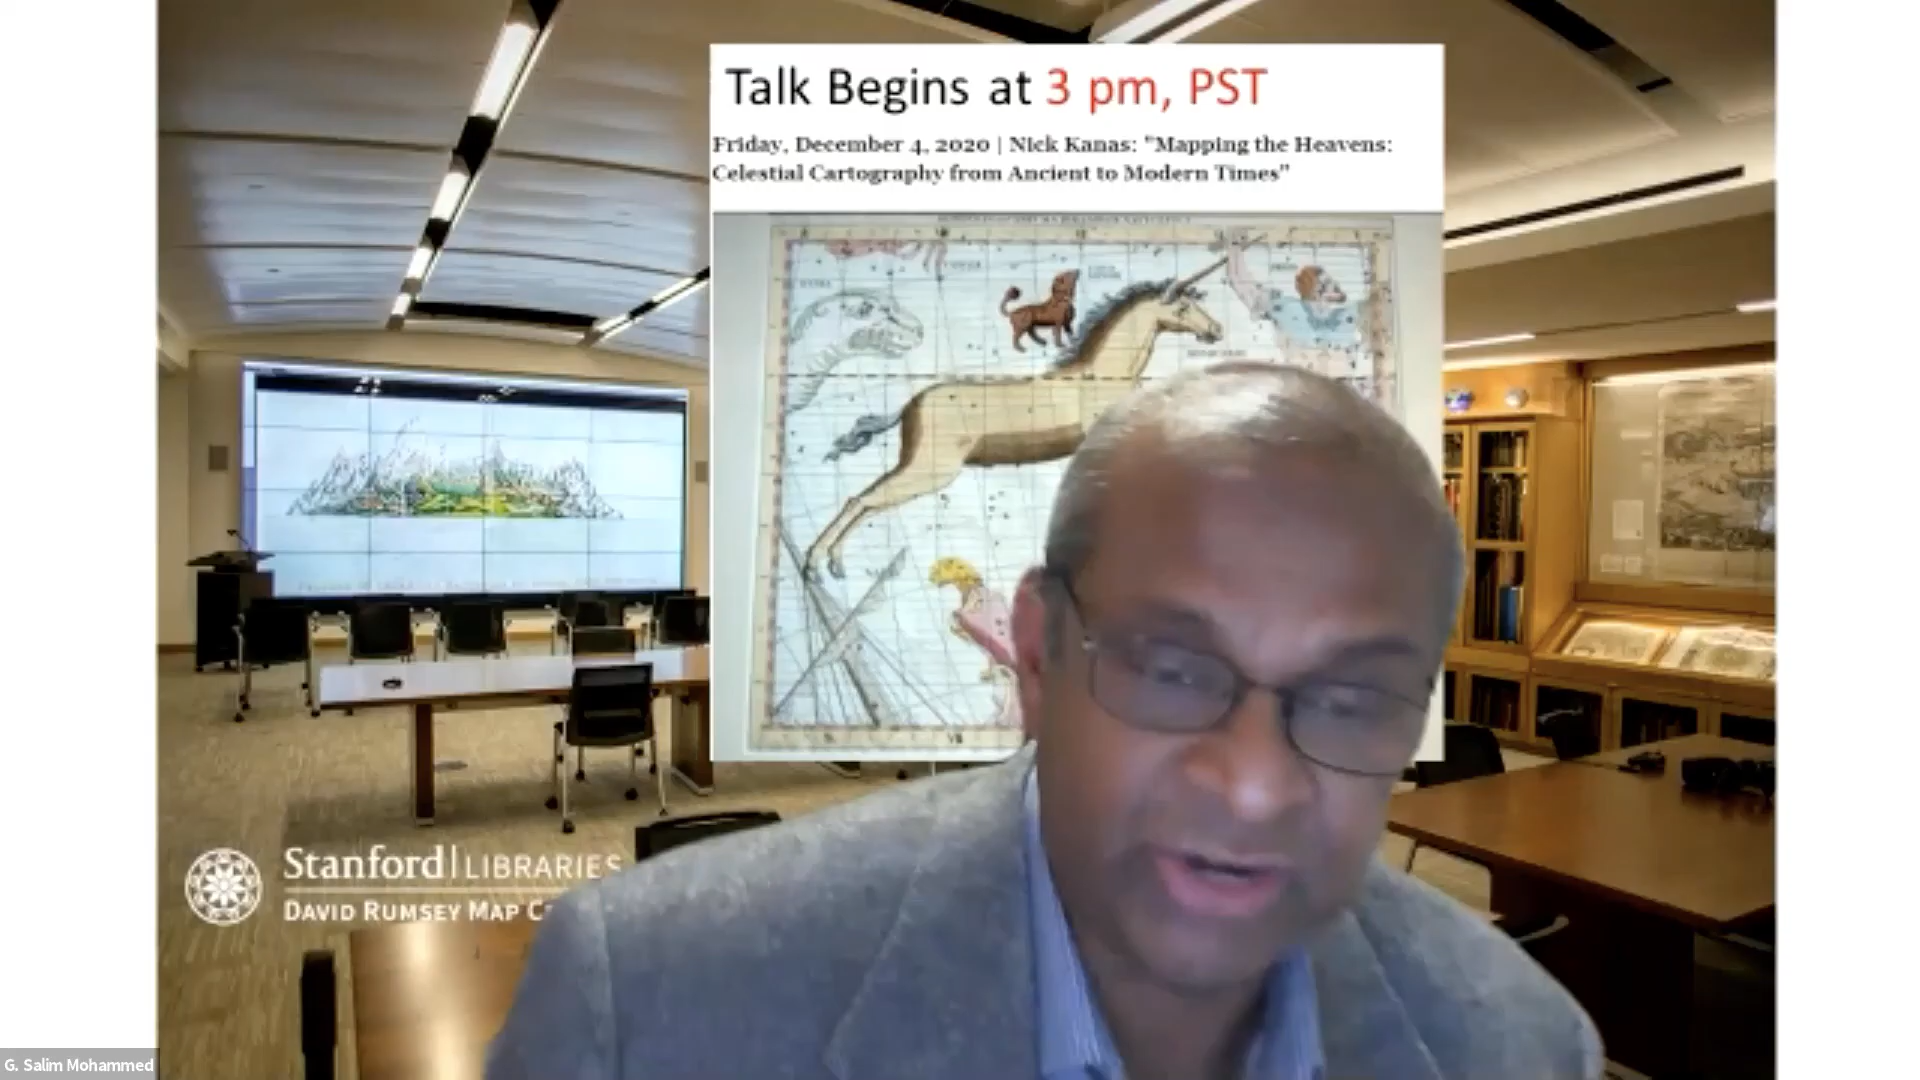 Talk Begins at 3 pm, PST
Friday, December 4, 2020 | Nick Kanas: "Mapping the Heavens:
Celestial Cartography from Ancient to Modern Times"
Stanford | LIBRARIES
DAVID RUMSEY MAP
G. Salim Mohammed